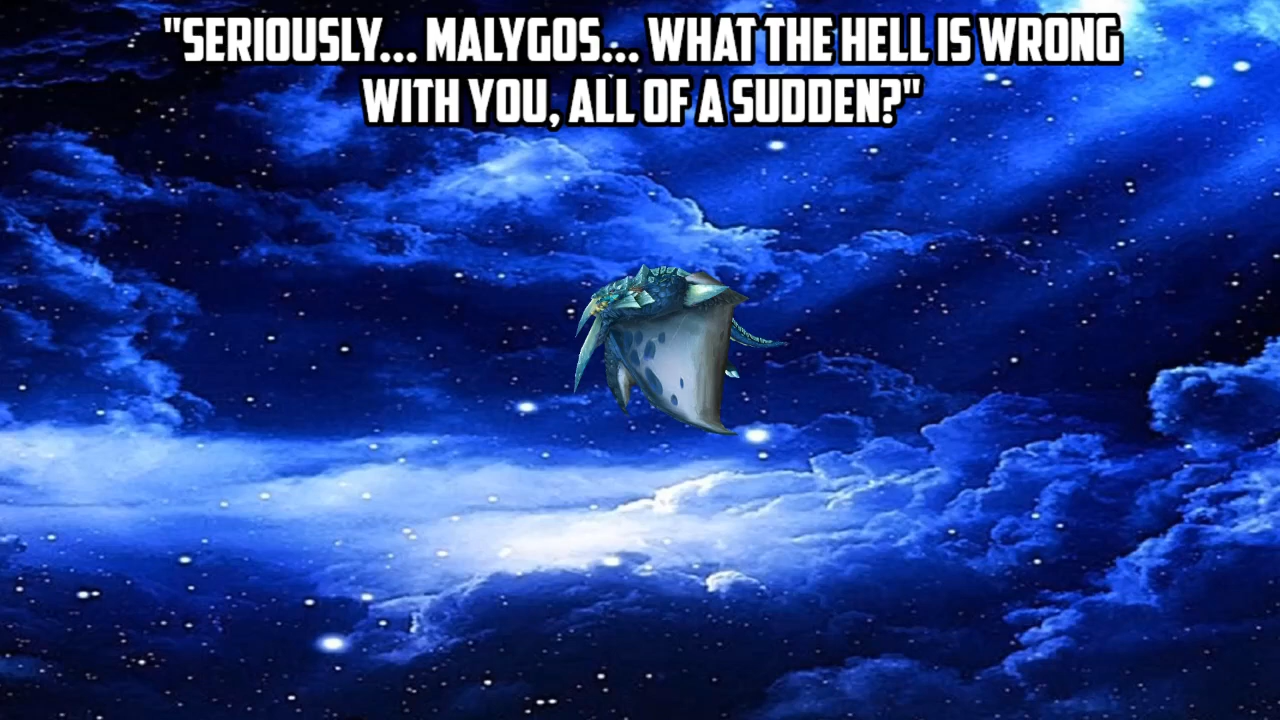 "SERIOUSLY... MALYGOS... WHAT THE HELL IS WRONG
WITH YOU, ALL OF A SUDDEN?"